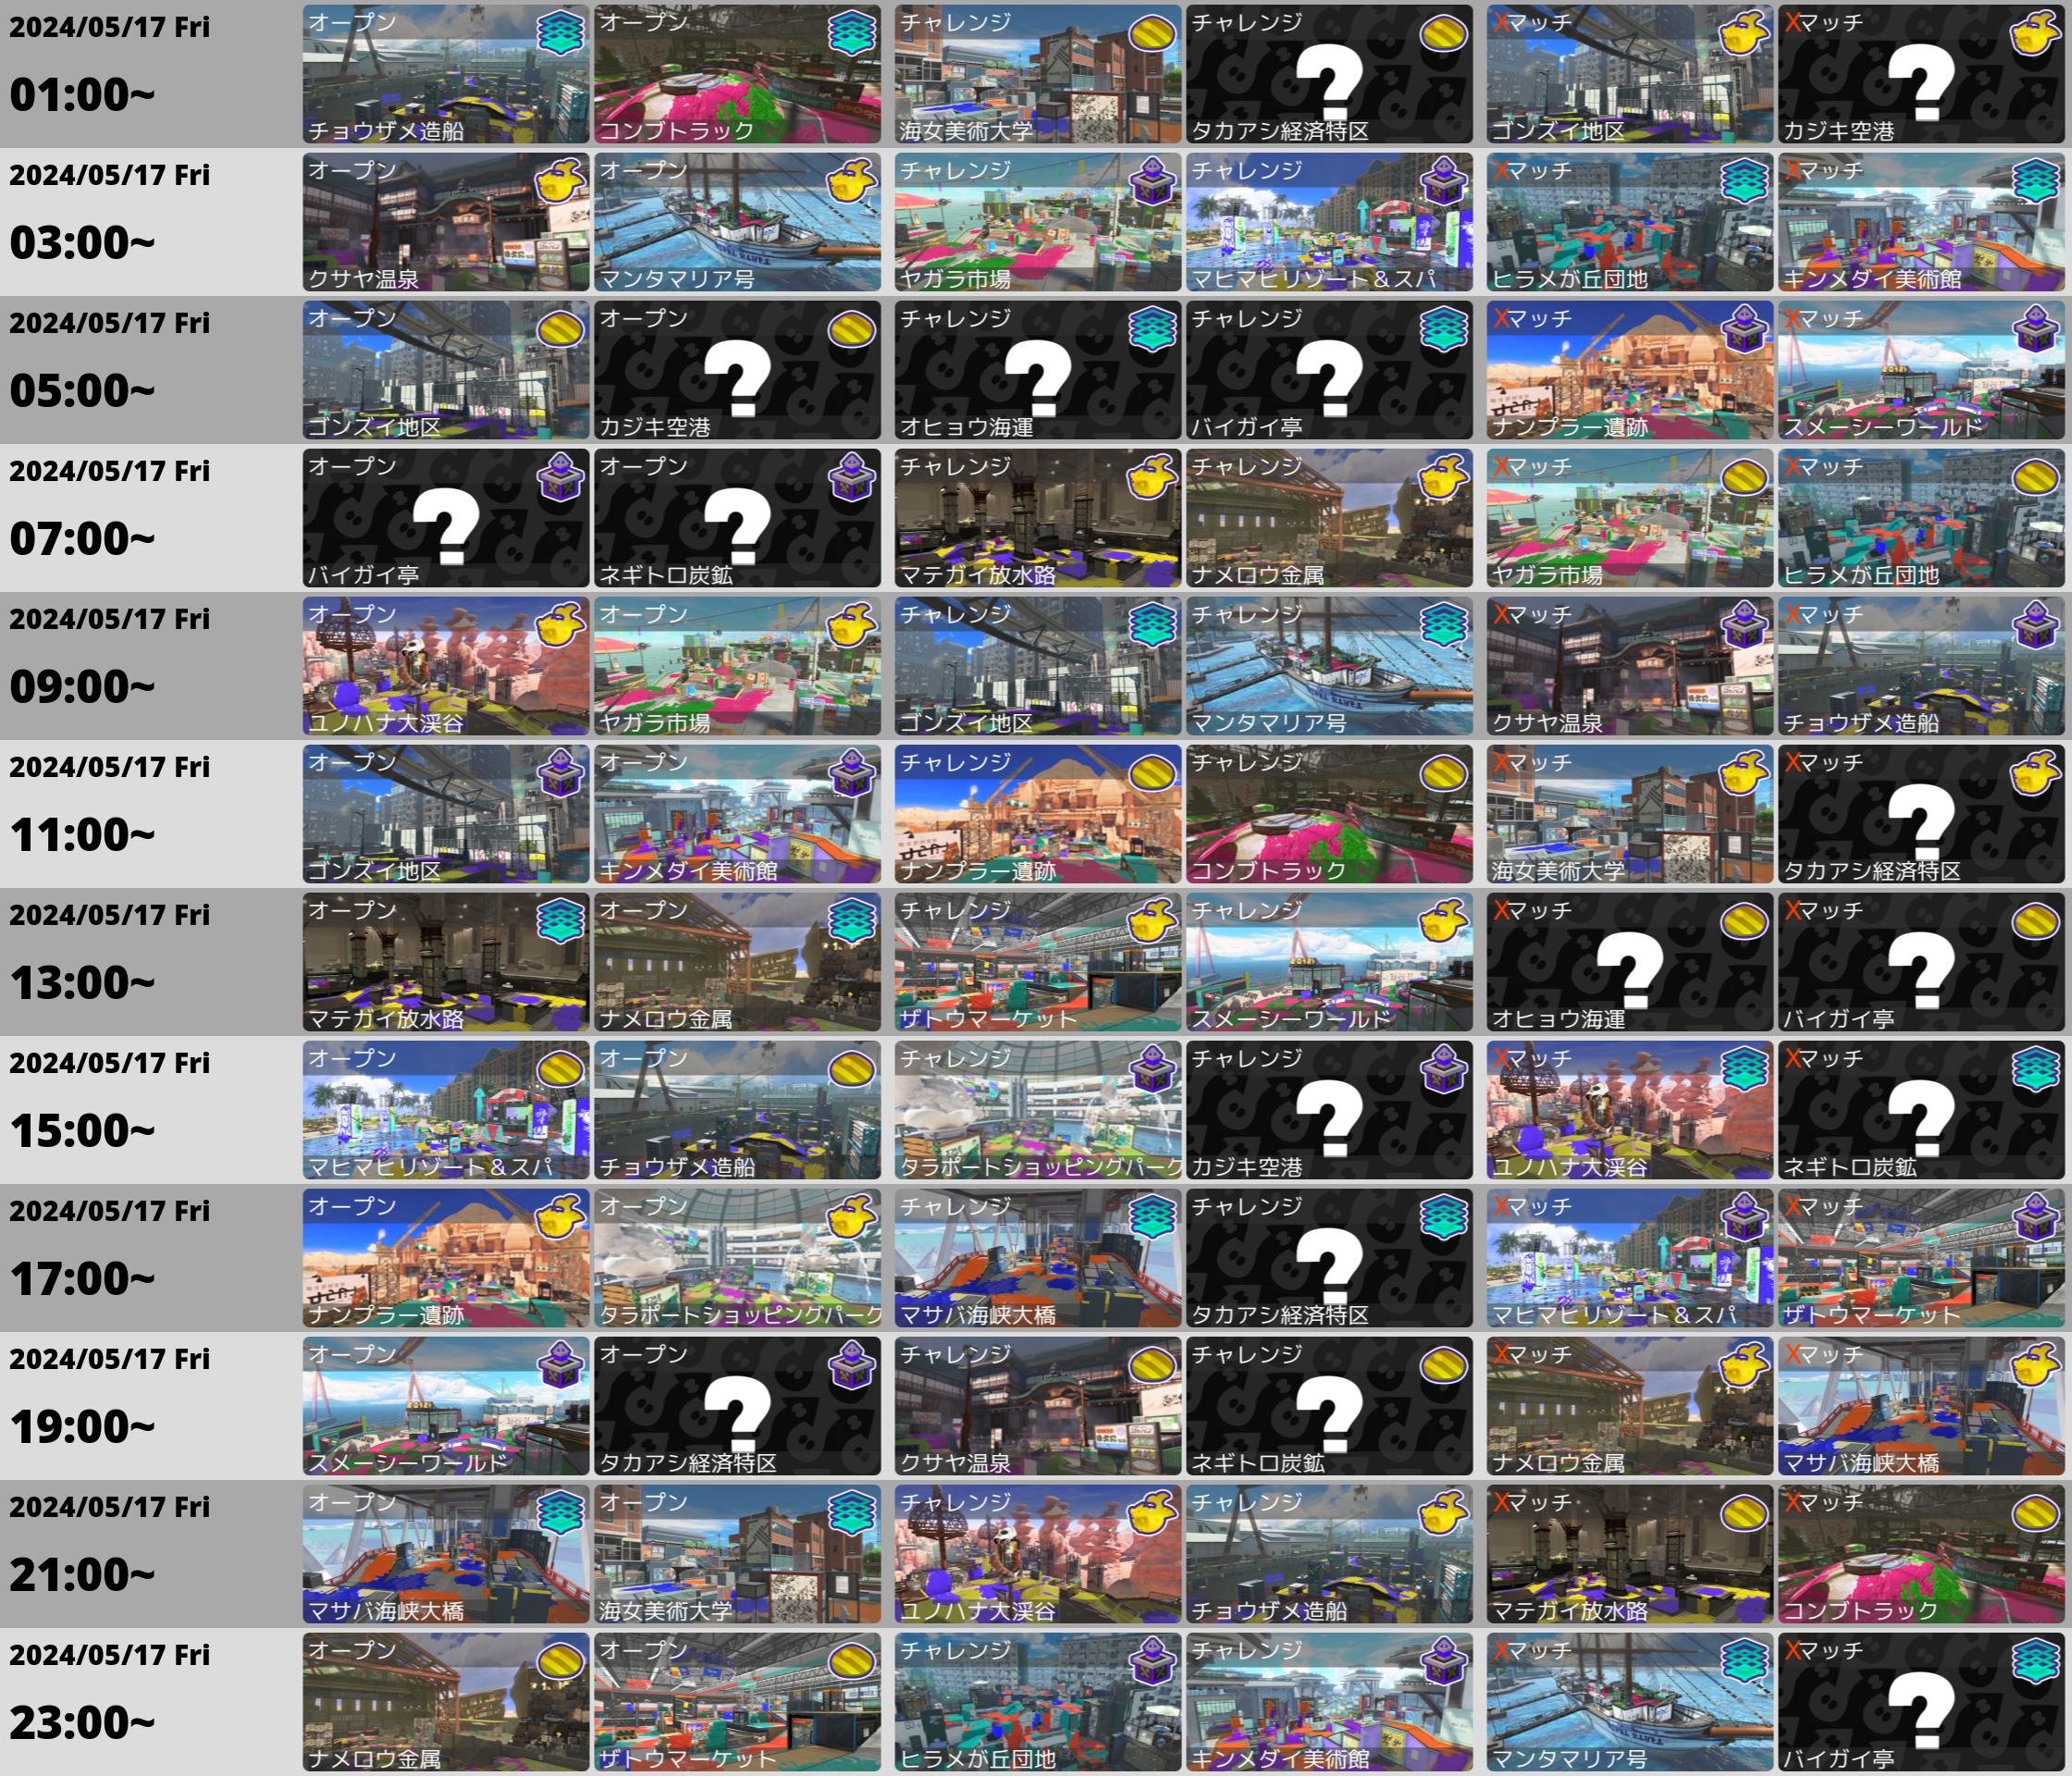 2024/05/17 Fri
01:00~
オープン
チョウザメ造船
オープン
コンブトラック
チャレンジ
海女美術大学
チャレンジ
?
タカアシ経済特区
Xマッチ
ゴンズイ地区
Xマッチ
?
カジキ空港
2024/05/17 Fri
03:00~
オープン
クサヤ温泉
オープン
マンタマリア号
チャレンジ
ヤガラ市場
チャレンジ
マヒマヒリゾート&スパ
Xマッチ
ヒラメが丘団地
Xマッチ
キンメダイ美術館
2024/05/17 Fri
05:00~
オープン
ゴンズイ地区
オープン
?
カジキ空港
チャレンジ
?
オヒョウ海運
チャレンジ
?
バイガイ亭
Xマッチ
ナンプラー遺跡
Xマッチ
スメーシーワールド
2024/05/17 Fri
07:00~
オープン
?
バイガイ亭
オープン
?
ネギトロ炭鉱
チャレンジ
マテガイ放水路
チャレンジ
ナメロウ金属
Xマッチ
ヤガラ市場
Xマッチ
ヒラメが丘団地
2024/05/17 Fri
09:00~
オープン
ユノハナ大渓谷
オープン
ヤガラ市場
チャレンジ
ゴンズイ地区
チャレンジ
マンタマリア号
Xマッチ
クサヤ温泉
Xマッチ
チョウザメ造船
2024/05/17 Fri
11:00~
オープン
ゴンズイ地区
オープン
キンメダイ美術館
チャレンジ
ナンプラー遺跡
チャレンジ
コンブトラック
Xマッチ
海女美術大学
Xマッチ
?
タカアシ経済特区
2024/05/17 Fri
13:00~
オープン
マテガイ放水路
オープン
ナメロウ金属
チャレンジ
ザトウマーケット
チャレンジ
スメーシーワールド
Xマッチ
?
オヒョウ海運
Xマッチ
?
バイガイ亭
2024/05/17 Fri
15:00~
オープン
マヒマヒリゾート&スパ
オープン
チョウザメ造船
チャレンジ
タラポートショッピングパーク
チャレンジ
?
カジキ空港
Xマッチ
ユノハナ大渓谷
Xマッチ
?
ネギトロ炭鉱
2024/05/17 Fri
17:00~
オープン
ナンプラー遺跡
オープン
タラポートショッピングパーク
チャレンジ
マサバ海峡大橋
チャレンジ
?
タカアシ経済特区
Xマッチ
マヒマヒリゾート&スパ
Xマッチ
ザトウマーケット
2024/05/17 Fri
19:00~
オープン
スメーシーワールド
オープン
?
タカアシ経済特区
チャレンジ
クサヤ温泉
チャレンジ
?
ネギトロ炭鉱
Xマッチ
ナメロウ金属
Xマッチ
マサバ海峡大橋
2024/05/17 Fri
21:00~
オープン
マサバ海峡大橋
オープン
海女美術大学
チャレンジ
ユノハナ大渓谷
チャレンジ
チョウザメ造船
Xマッチ
マテガイ放水路
Xマッチ
コンブトラック
2024/05/17 Fri
23:00~
オープン
ナメロウ金属
オープン
ザトウマーケット
チャレンジ
ヒラメが丘団地
チャレンジ
キンメダイ美術館
Xマッチ
マンタマリア号
Xマッチ
?
バイガイ亭